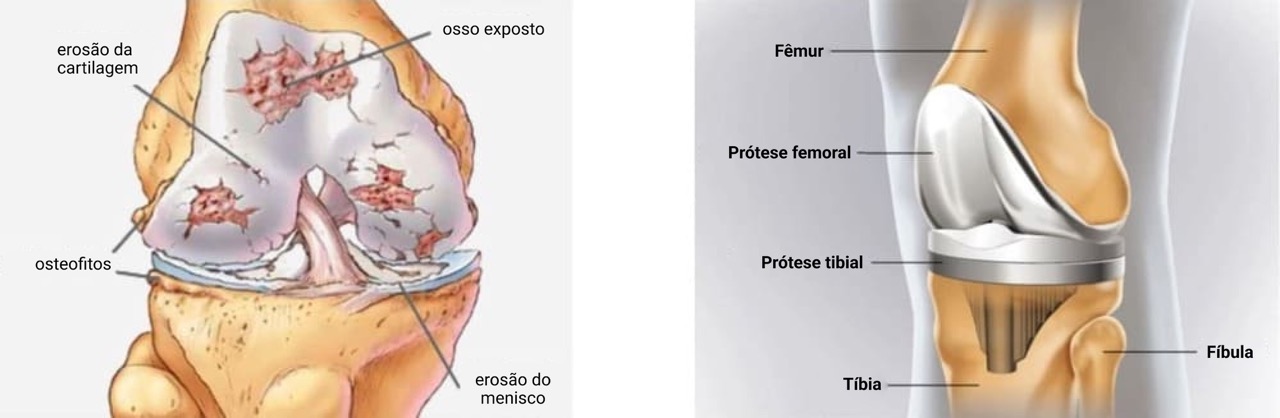 osso exposto
erosão da
cartilagem
osteofitos
erosão do
menisco
Fêmur
Prótese femoral
Prótese tibial
Fíbula
Tíbia